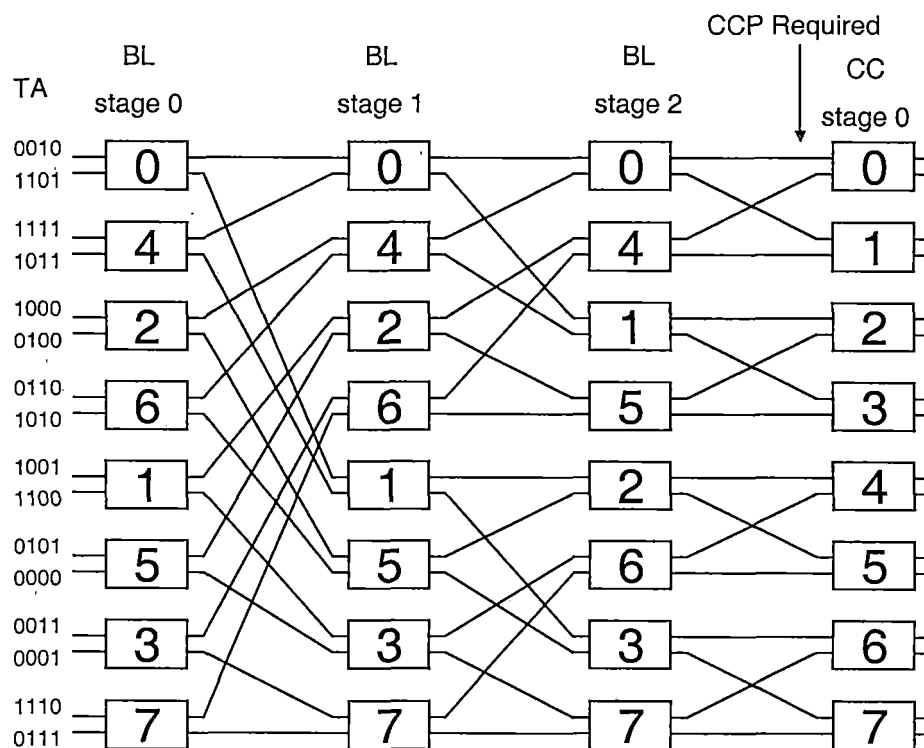 CCP Required
BL BL BL CC
TA stage 0 stage 1 stage 2 stage 0
0010
1101
0 0 0 0
1111
1011
4 4 4 1
1000
0100
2 2 1 2
0110
1010
6 6 5 3
1001
1100
1 1 2 4
0101
0000
5 5 6 5
0011
0001
3 3 3 6
1110
0111
7 7 7 7